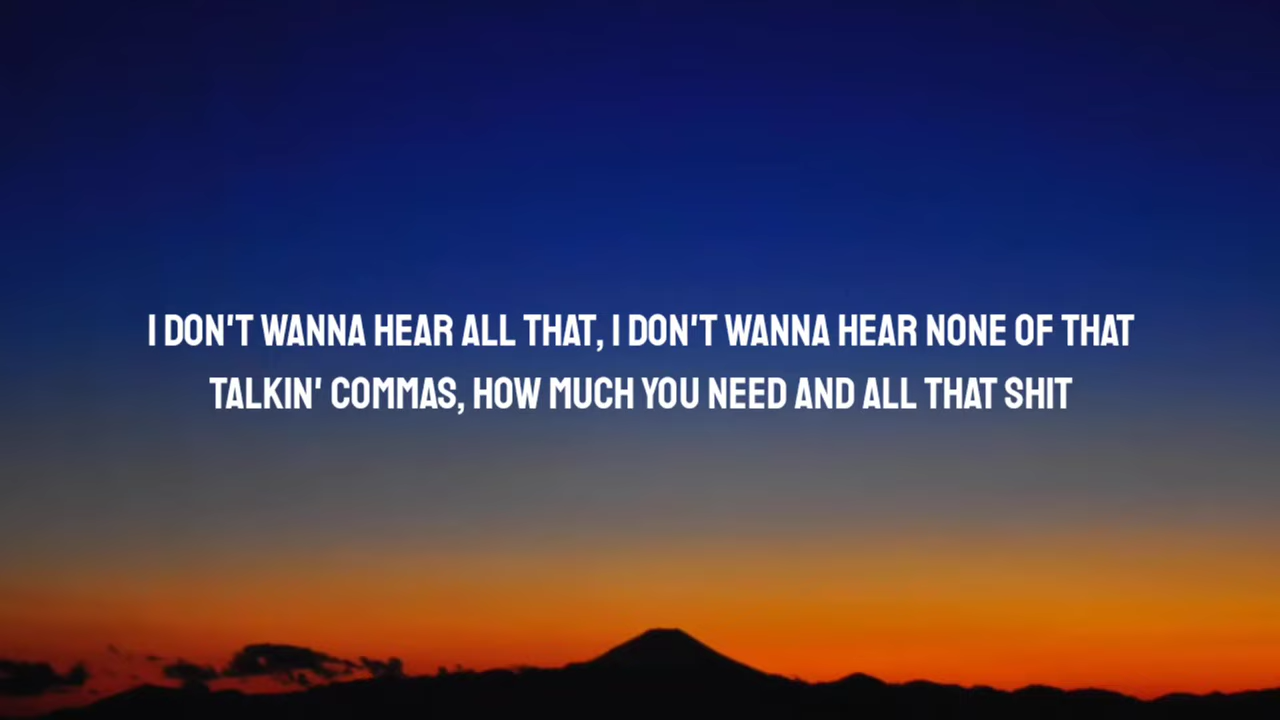 I DON'T WANNA HEAR ALL THAT, I DON'T WANNA HEAR NONE OF THAT
TALKIN' COMMAS, HOW MUCH YOU NEED AND ALL THAT SHIT